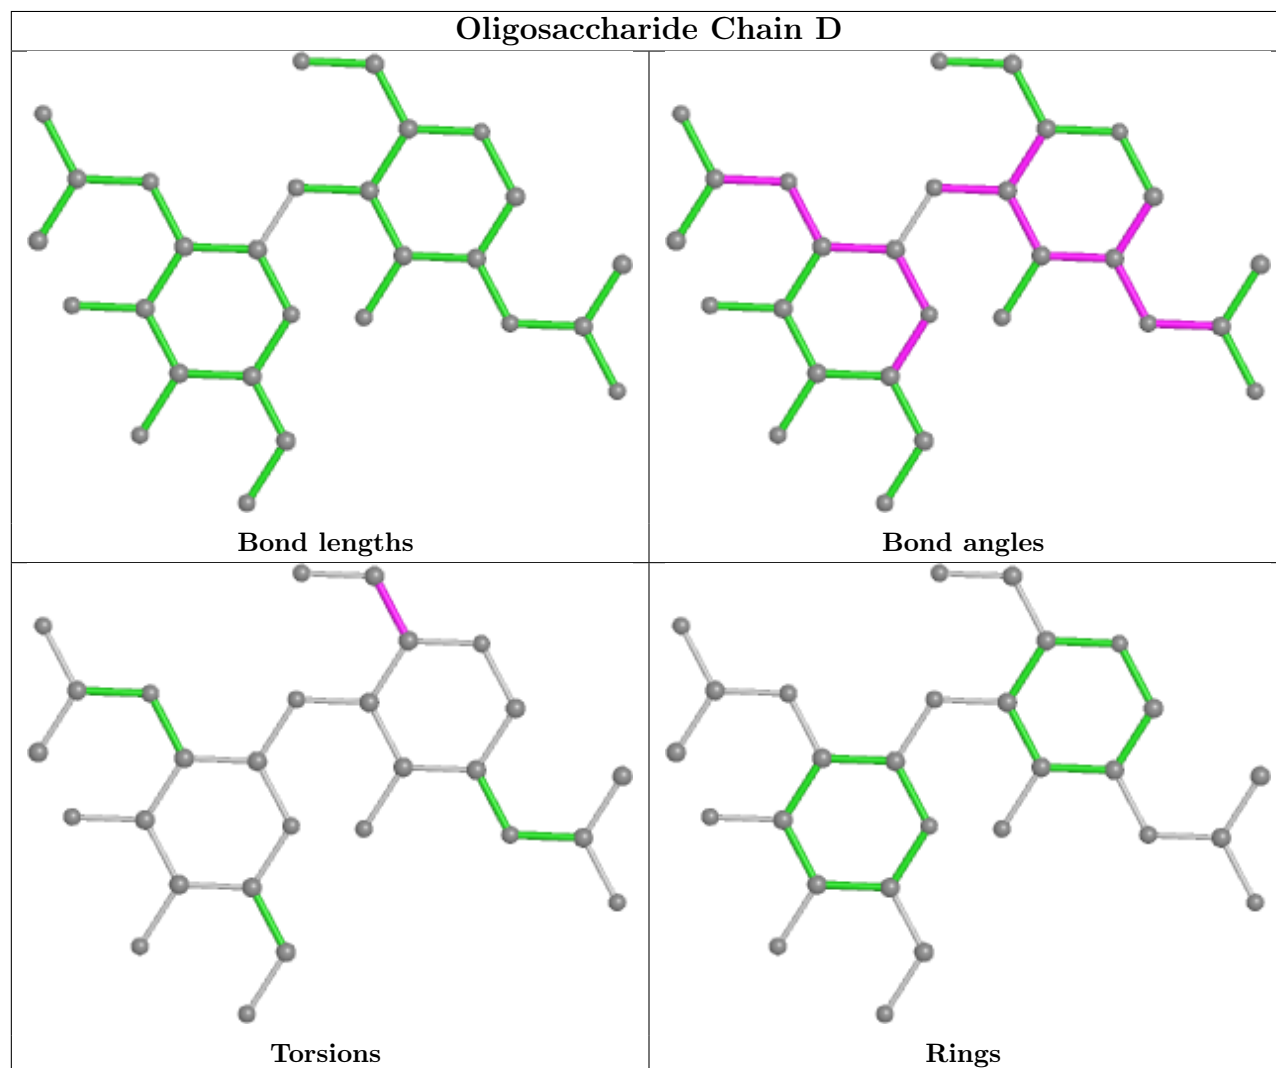 Oligosaccharide Chain D
Bond lengths
Bond angles
Torsions
Rings